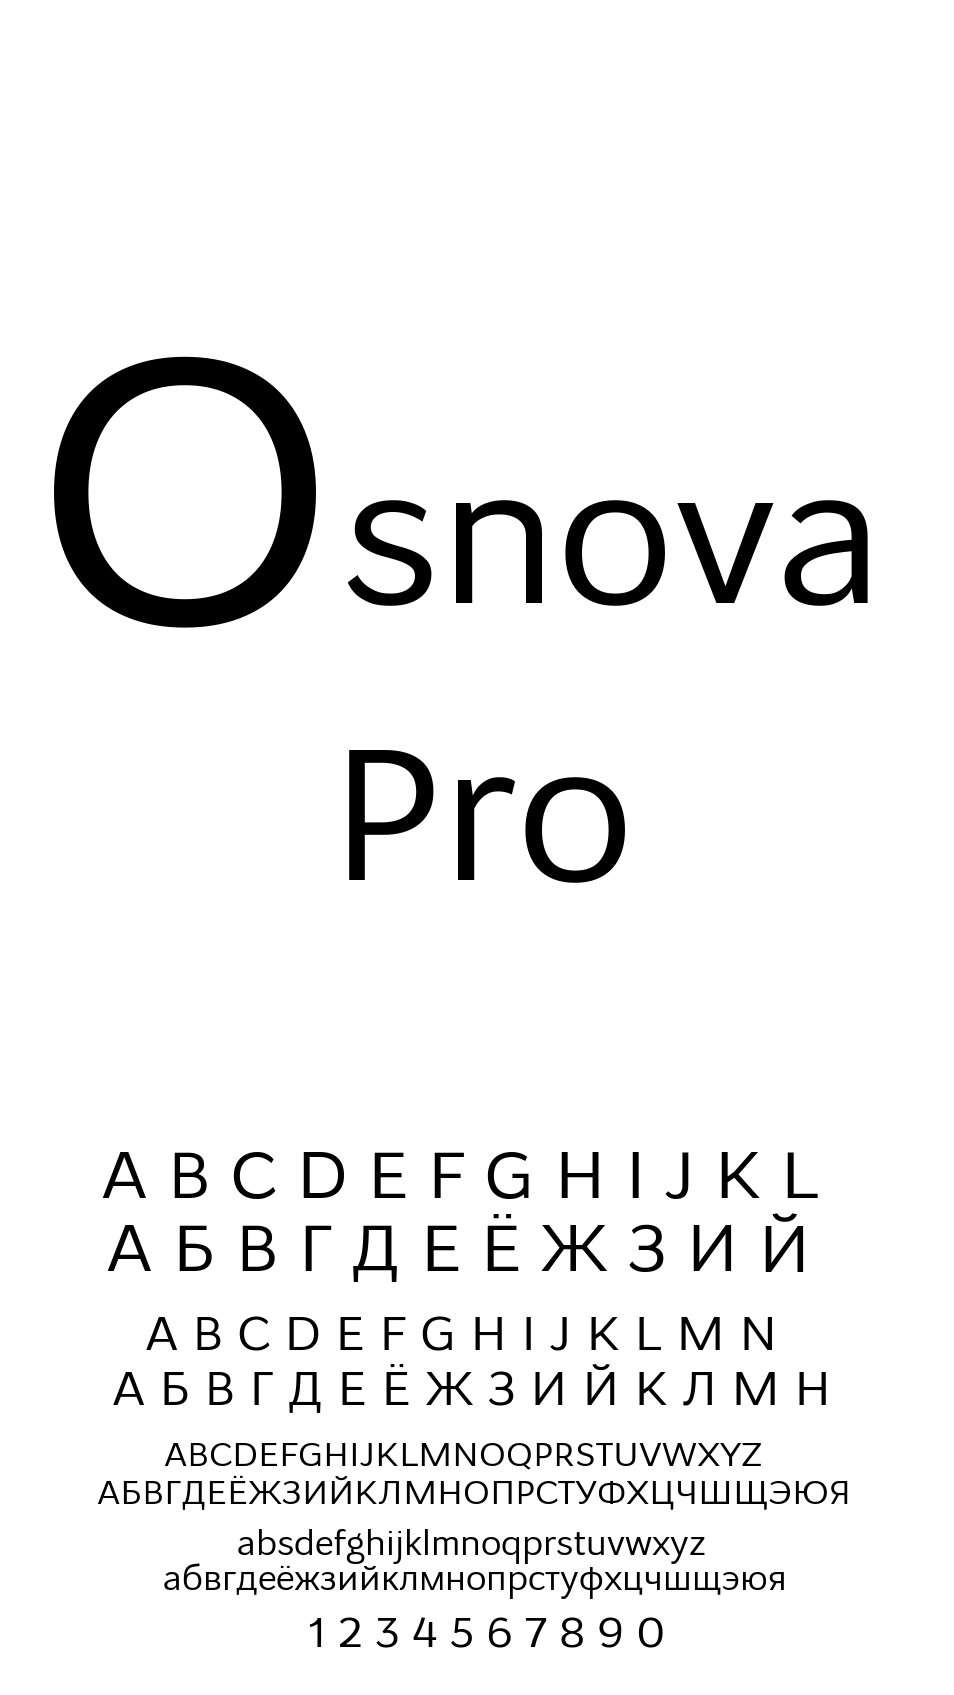 Osnova
Pro
A B C D E F G H I J K L
А Б В Г Д Е Ё Ж З И Й
A B C D E F G H I J K L M N
А Б В Г Д Е Ё Ж З И Й К Л М Н
ABCDEFGHIJKLMNOQPRSTUVWXYZ
АБВГДЕЁЖЗИЙКЛМНОПРСТУФХЦЧШЩЭЮЯ
absdefghijklmnoqprstuvwxyz
абвгдеёжзийклмнопрстуфхцчшщэюя
1 2 3 4 5 6 7 8 9 0